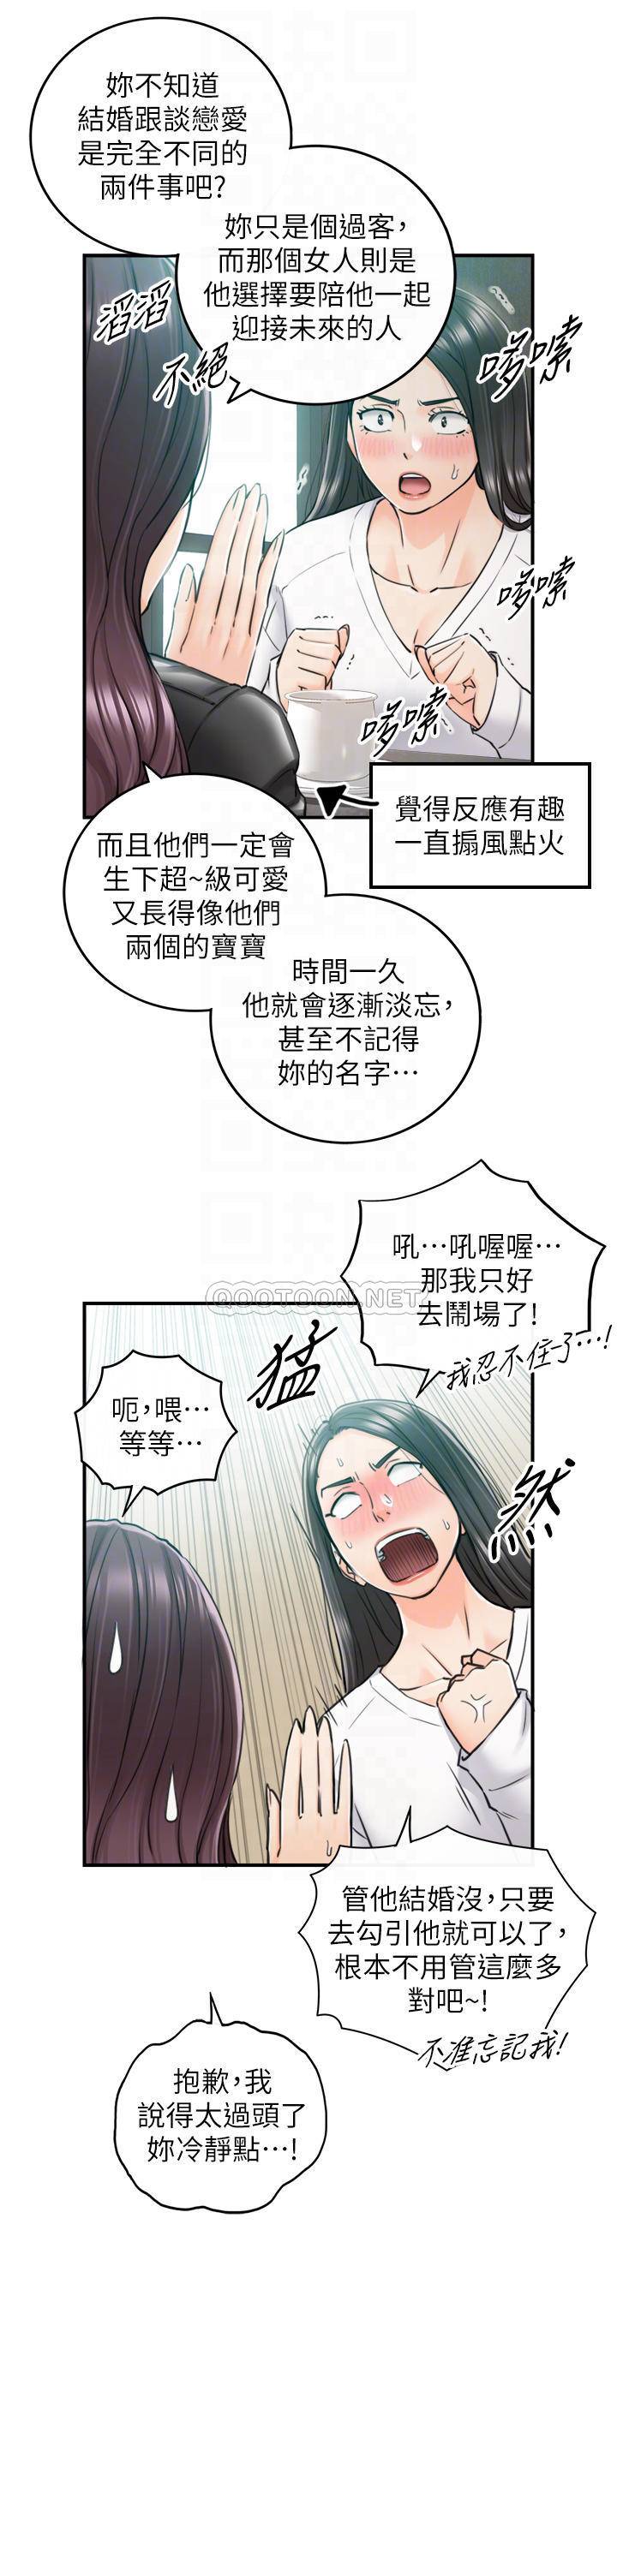 妳不知道
結婚跟談戀愛
是完全不同的
兩件事吧?
妳只是個過客，
而那個女人則是
他選擇要陪他一起
迎接未來的人
滔滔
不絕
哆嗦
哆嗦
哆嗦
覺得反應有趣
一直搧風點火
而且他們一定會
生下超~級可愛
又長得像他們
兩個的寶寶
時間一久
他就會逐漸淡忘，
甚至不記得
妳的名字…
吼…吼喔喔…
那我只好
去鬧場了!
我忍不住了…!
QOOTOON.NET
猛
然
呃，喂…
等等…
管他結婚沒，只要
去勾引他就可以了，
根本不用管這麼多
對吧~!
不准忘記我!
抱歉，我
說得太過頭了
妳冷靜點…!